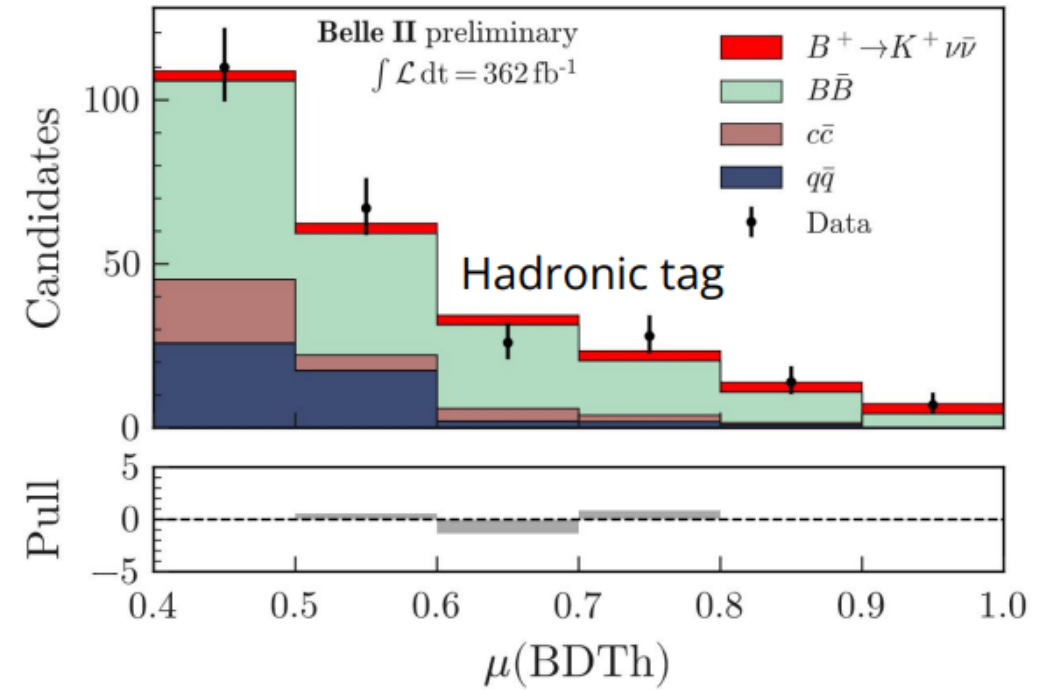 Belle II preliminary
∫ ℒ dt = 362 fb⁻¹
B⁺→K⁺νν̄
BB̄
cc̄
qq̄
Data
Hadronic tag
Candidates
100
50
0
Pull
5
0
−5
0.4 0.5 0.6 0.7 0.8 0.9 1.0
μ(BDTh)